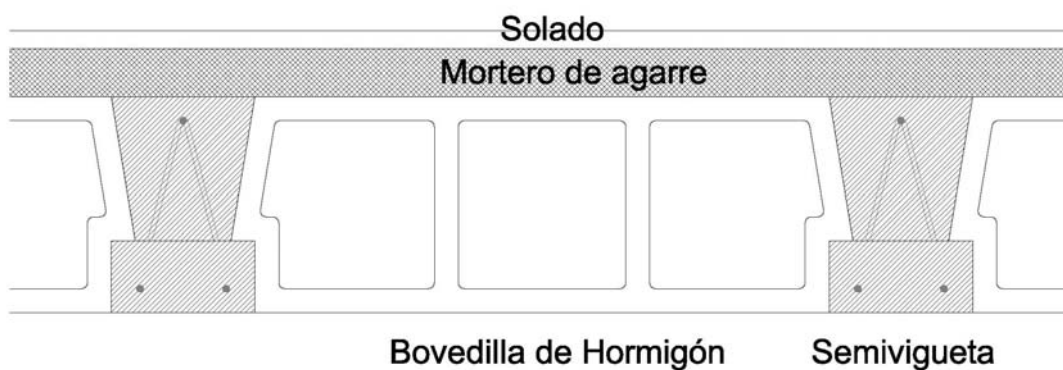 Solado
Mortero de agarre
Bovedilla de Hormigón
Semivigueta